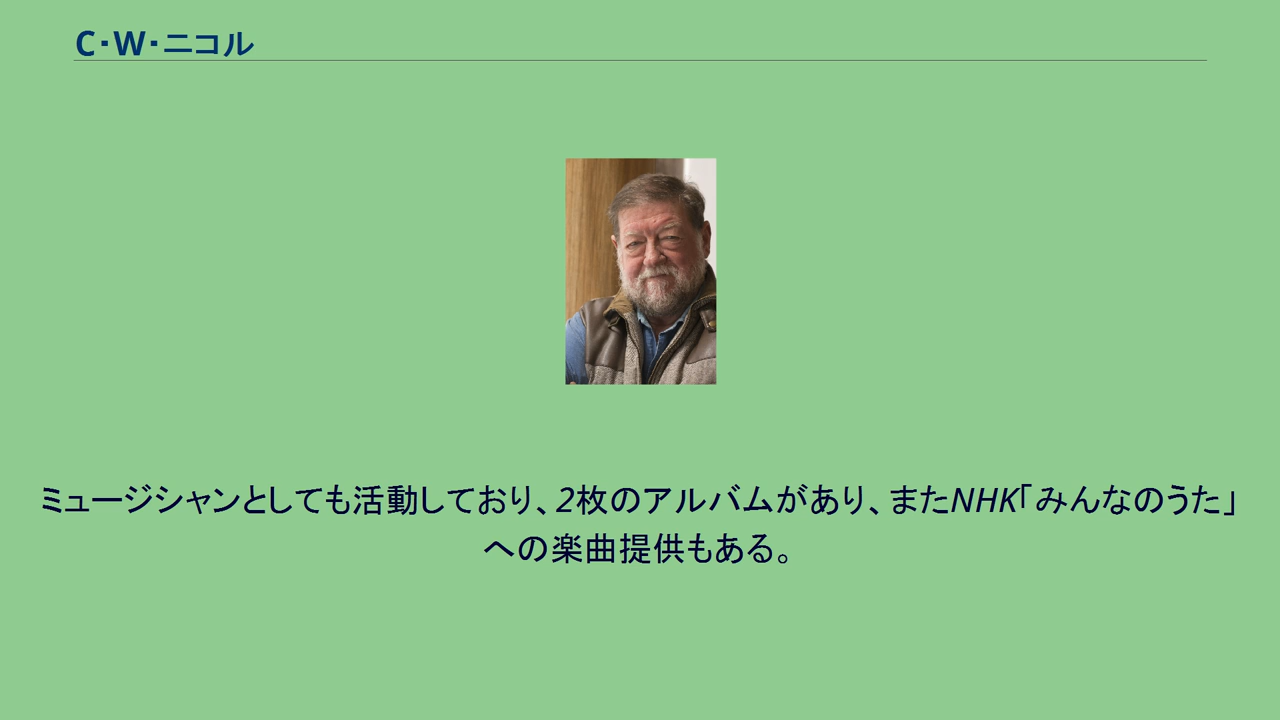 C・W・ニコル
ミュージシャンとしても活動しており、2枚のアルバムがあり、またNHK「みんなのうた」
への楽曲提供もある。